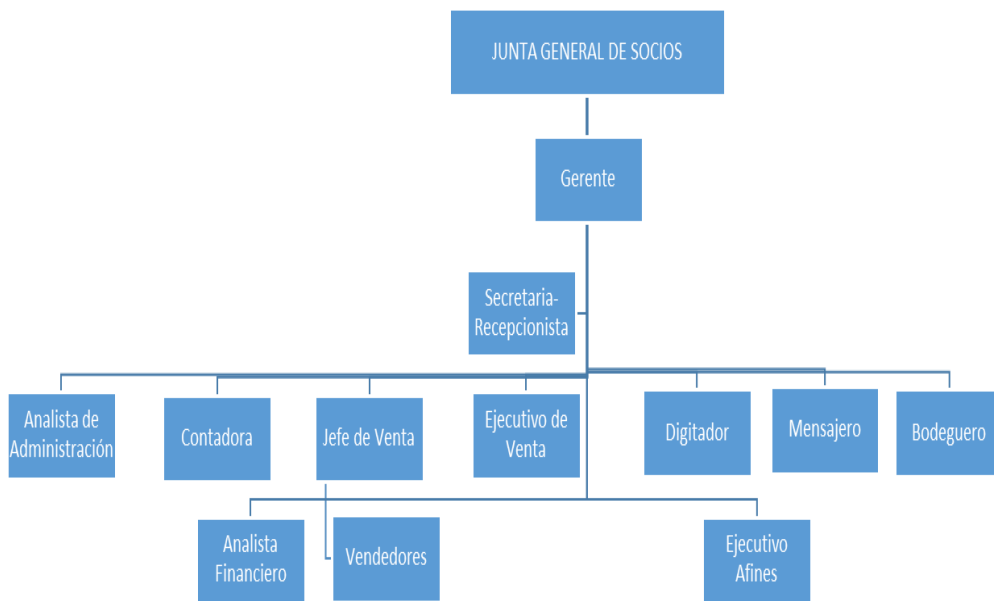 JUNTA GENERAL DE SOCIOS
Gerente
Secretaria-
Recepcionista
Analista de
Administración
Contadora
Jefe de Venta
Ejecutivo de
Venta
Digitador
Mensajero
Bodeguero
Analista
Financiero
Vendedores
Ejecutivo
Afines